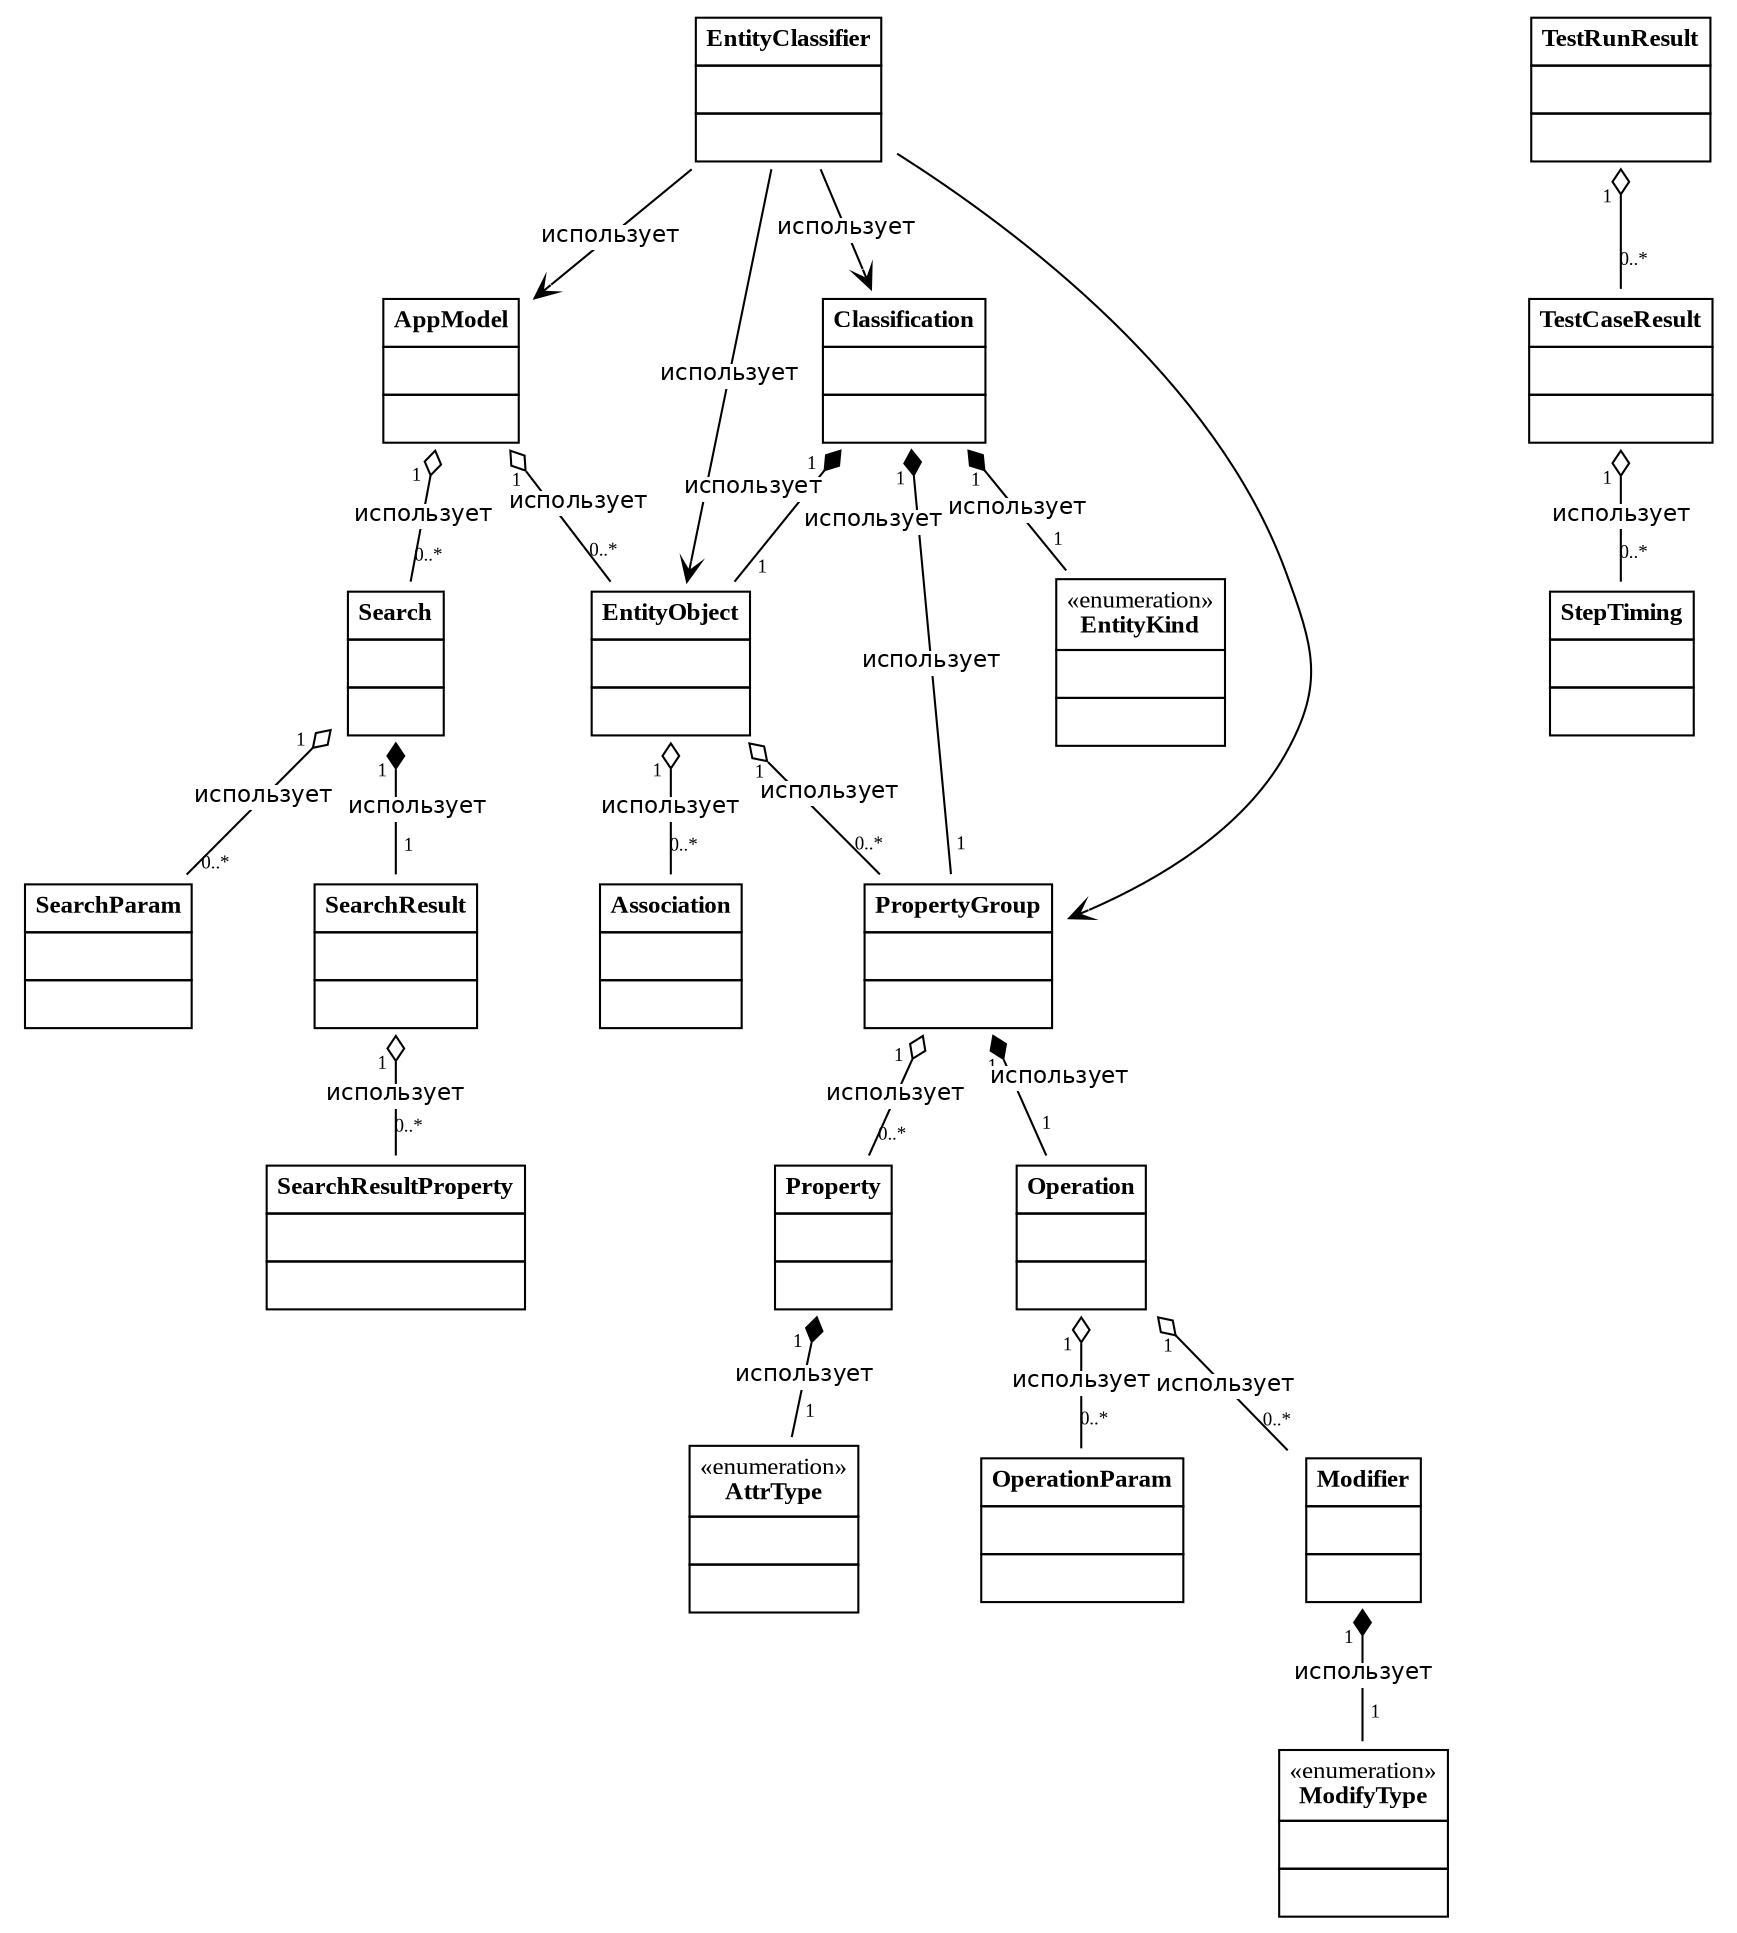 EntityClassifier
TestRunResult
использует
использует
1
0..*
AppModel
Classification
TestCaseResult
использует
1
1
1
1
1
1
использует
использует
использует
использует
использует
использует
0..*
0..*
1
1
0..*
Search
EntityObject
«enumeration»
EntityKind
StepTiming
использует
1
1
1
1
использует
использует
использует
использует
0..*
1
0..*
0..*
1
SearchParam
SearchResult
Association
PropertyGroup
1
1
использует
использует
использует
0..*
0..*
1
SearchResultProperty
Property
Operation
1
1
1
использует
использует
использует
1
0..*
0..*
«enumeration»
AttrType
OperationParam
Modifier
1
использует
1
«enumeration»
ModifyType